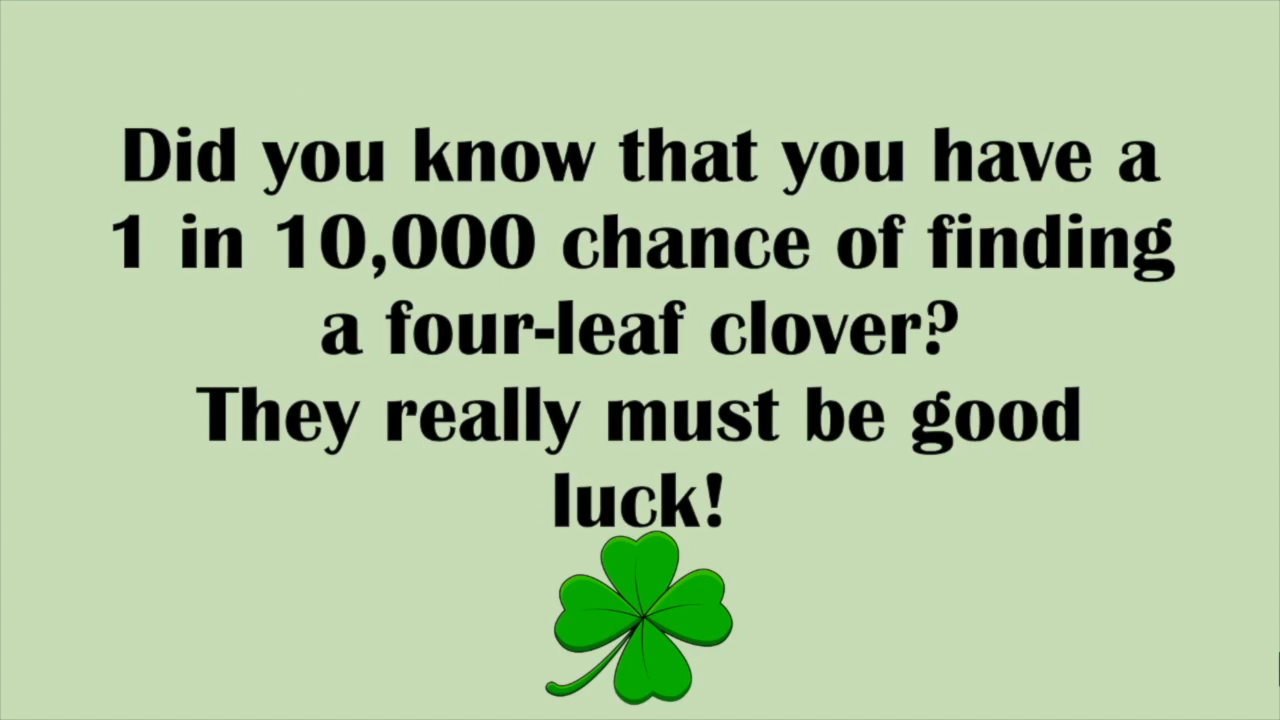 Did you know that you have a
1 in 10,000 chance of finding
a four-leaf clover?
They really must be good
luck!